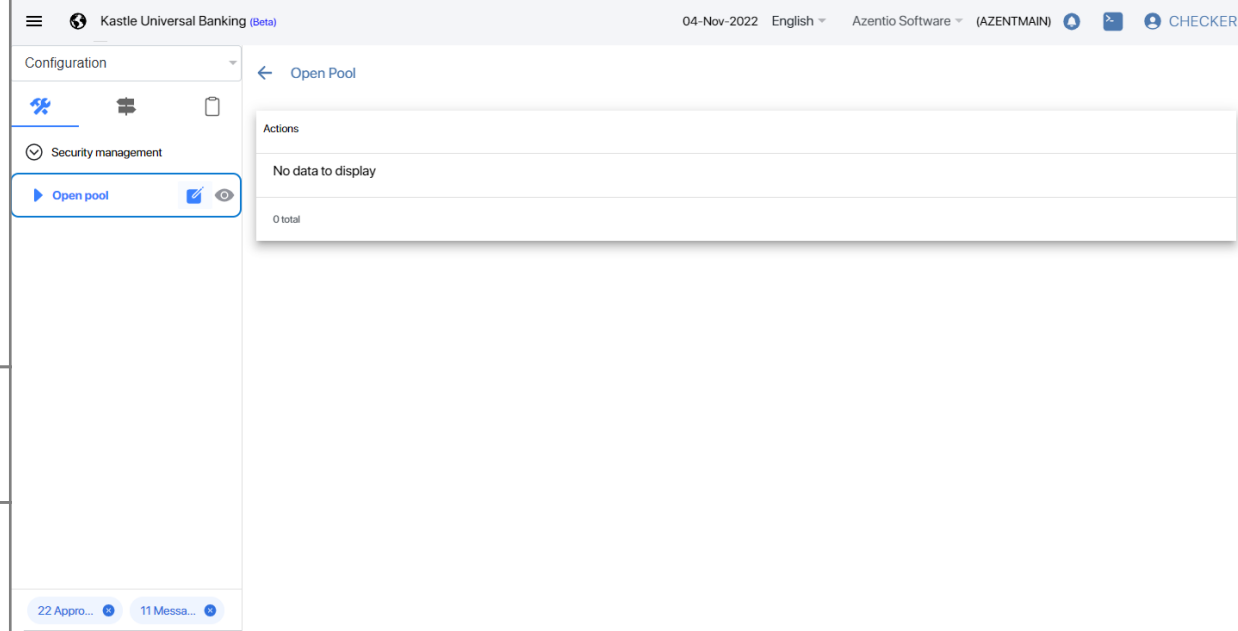 Kastle Universal Banking (Beta)
04-Nov-2022 English Azentio Software (AZENTMAIN) CHECKER
Configuration
Open Pool
Actions
Security management
No data to display
Open pool
0 total
22 Appro... 11 Messa...